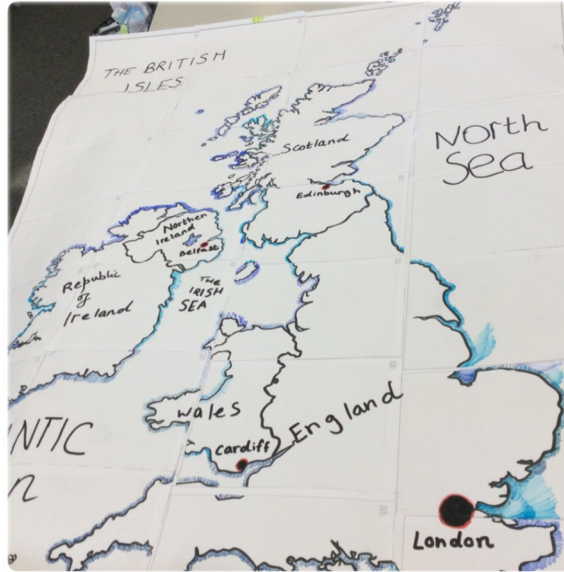 THE BRITISH
ISLES
NORTH
Sea
Scotland
Edinburgh
Northen
Ireland
Belfast
Republic
of
Ireland
THE
IRISH
SEA
Wales
England
Cardiff
NTIC
n
London